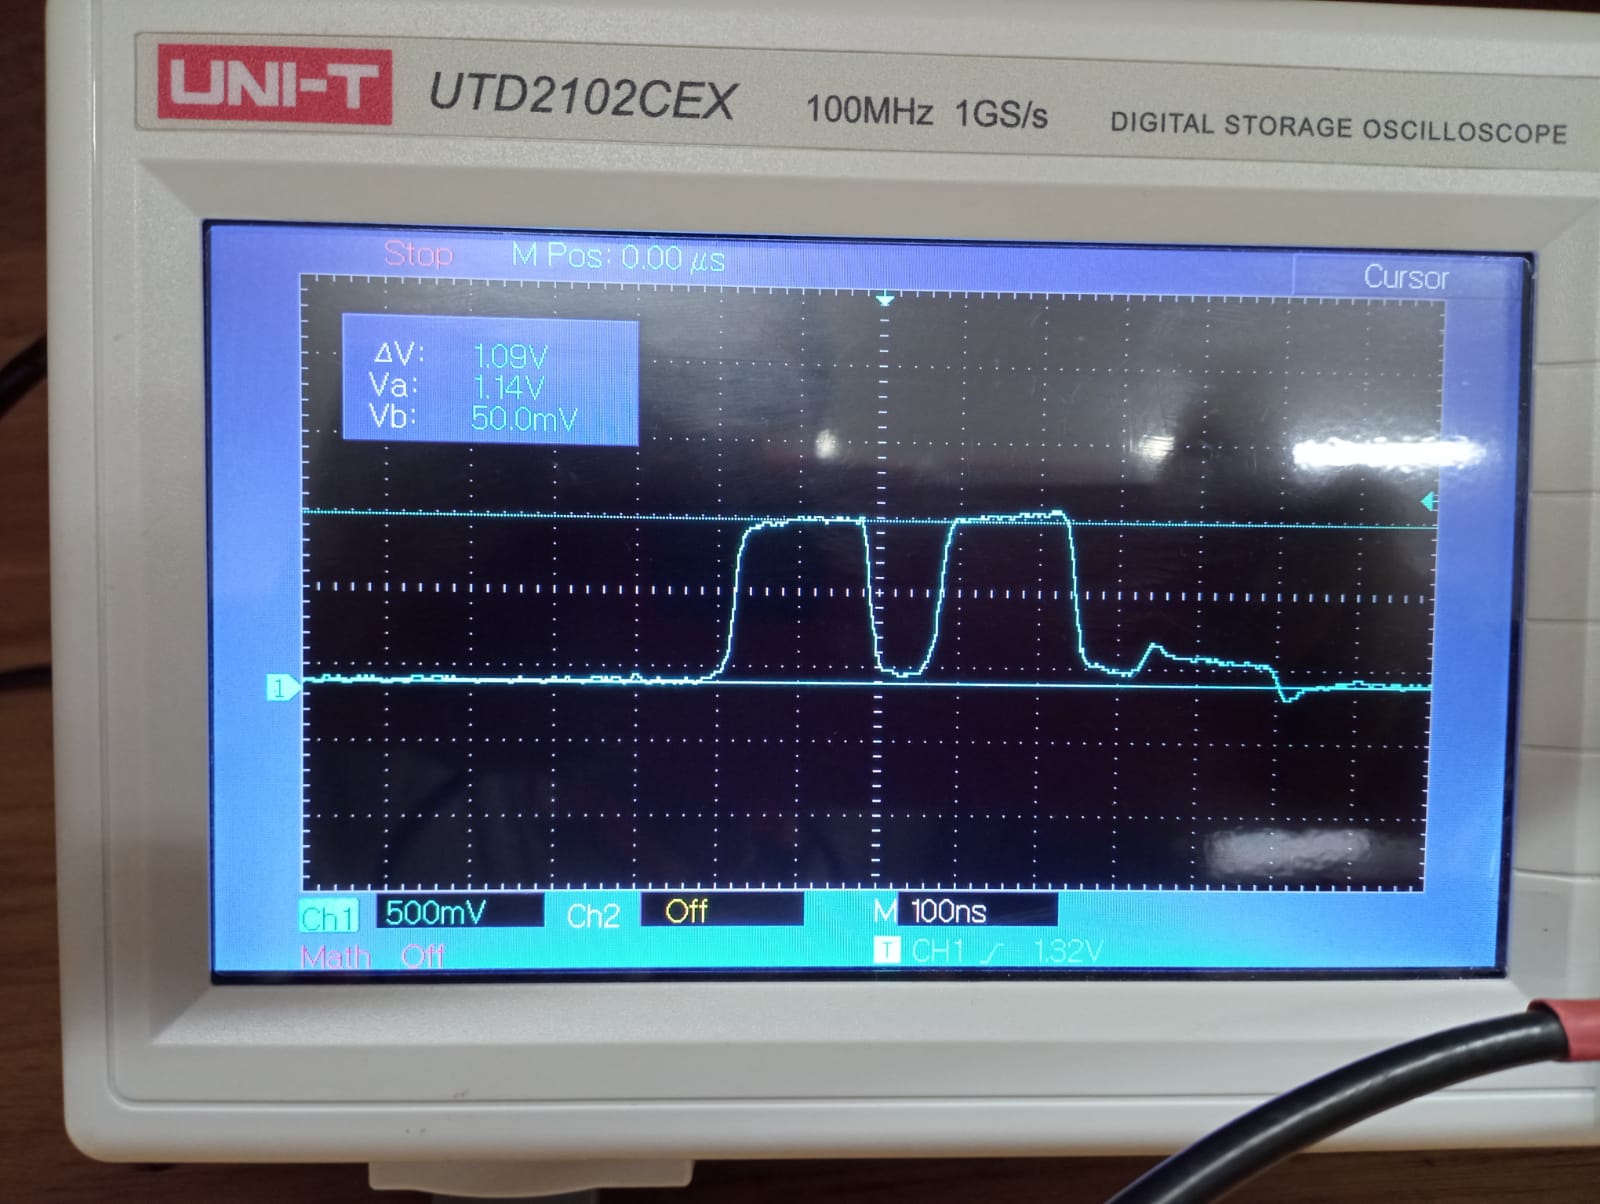 UNI-T UTD2102CEX 100MHz 1GS/s DIGITAL STORAGE OSCILLOSCOPE
Stop M Pos: 0.00 µs Cursor
ΔV: 1.09V
Va: 1.14V
Vb: 50.0mV
1
Ch1 500mV Ch2 Off M 100ns
Math Off T CH1 1.32V